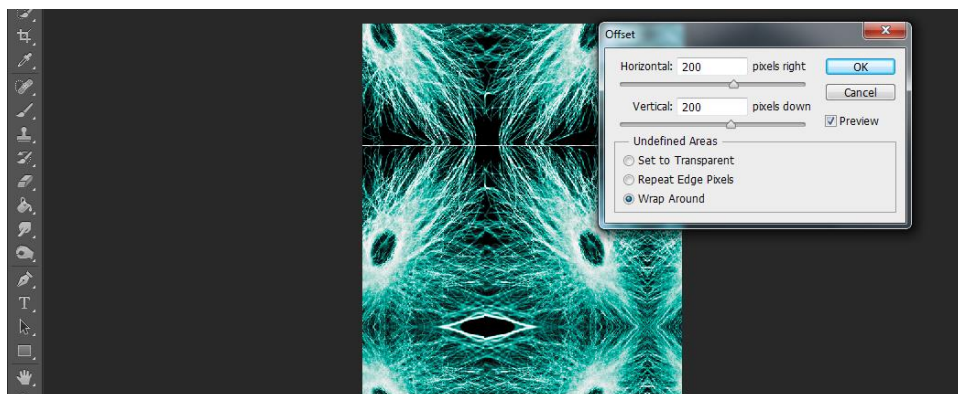 Offset
Horizontal: 200 pixels right
OK
Cancel
Vertical: 200 pixels down
Preview
Undefined Areas
Set to Transparent
Repeat Edge Pixels
Wrap Around
T